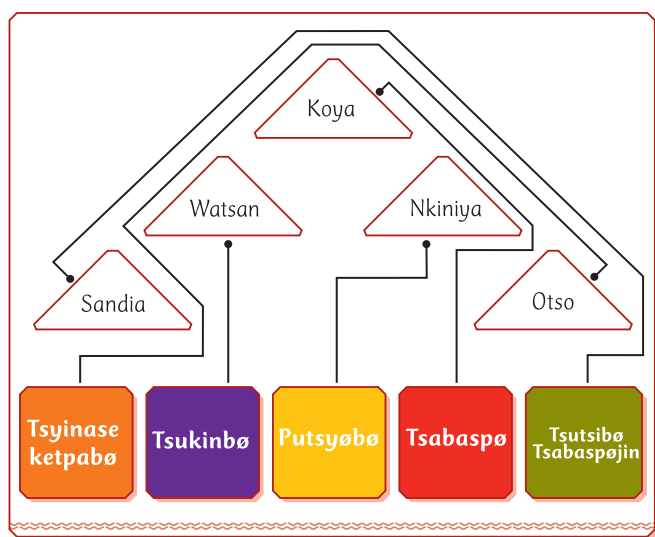 Koya
Watsan
Nkiniya
Sandia
Otso
Tsyinase
ketpabø
Tsukinbø
Putsyøbø
Tsabaspø
Tsutsibø
Tsabaspøjin